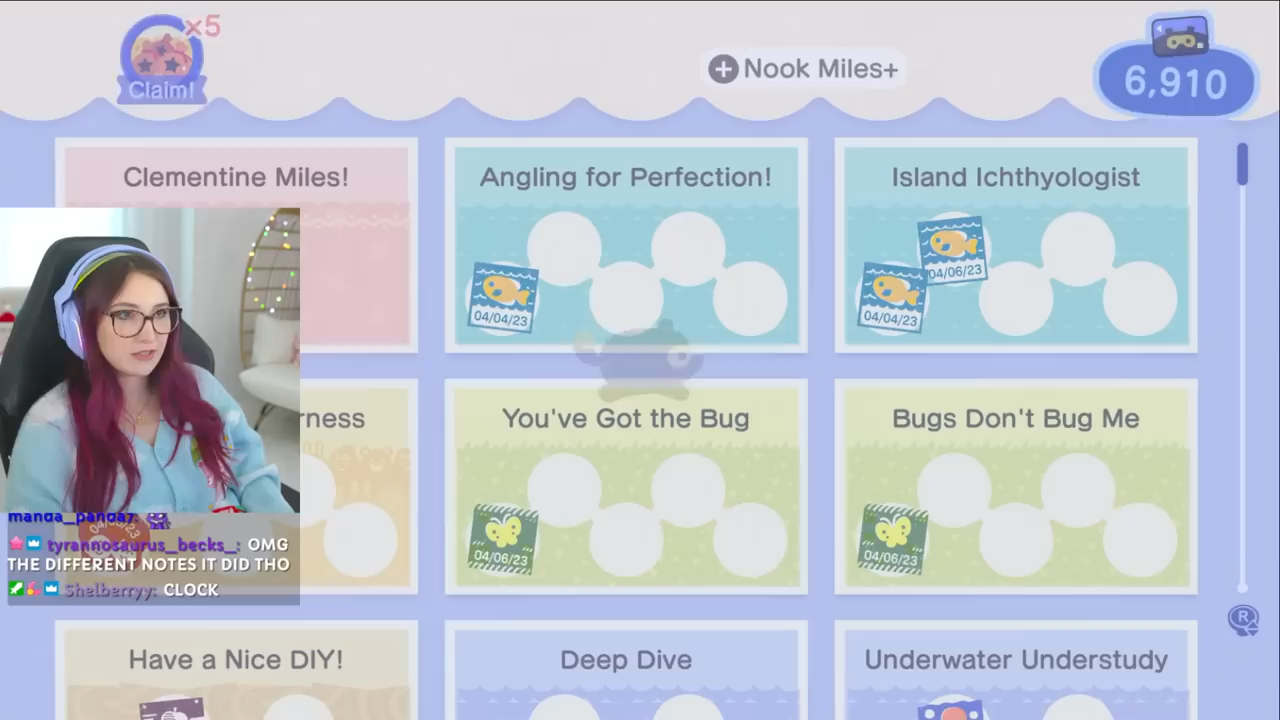 ×5
Claim!
+ Nook Miles+
6,910
Clementine Miles!
Angling for Perfection!
Island Ichthyologist
04/04/23
04/04/23
04/06/23
rness
You've Got the Bug
Bugs Don't Bug Me
04/06/23
04/06/23
manda_panda7:
tyrannosaurus_becks_: OMG
THE DIFFERENT NOTES IT DID THO
Shelberryy: CLOCK
R
Have a Nice DIY!
Deep Dive
Underwater Understudy